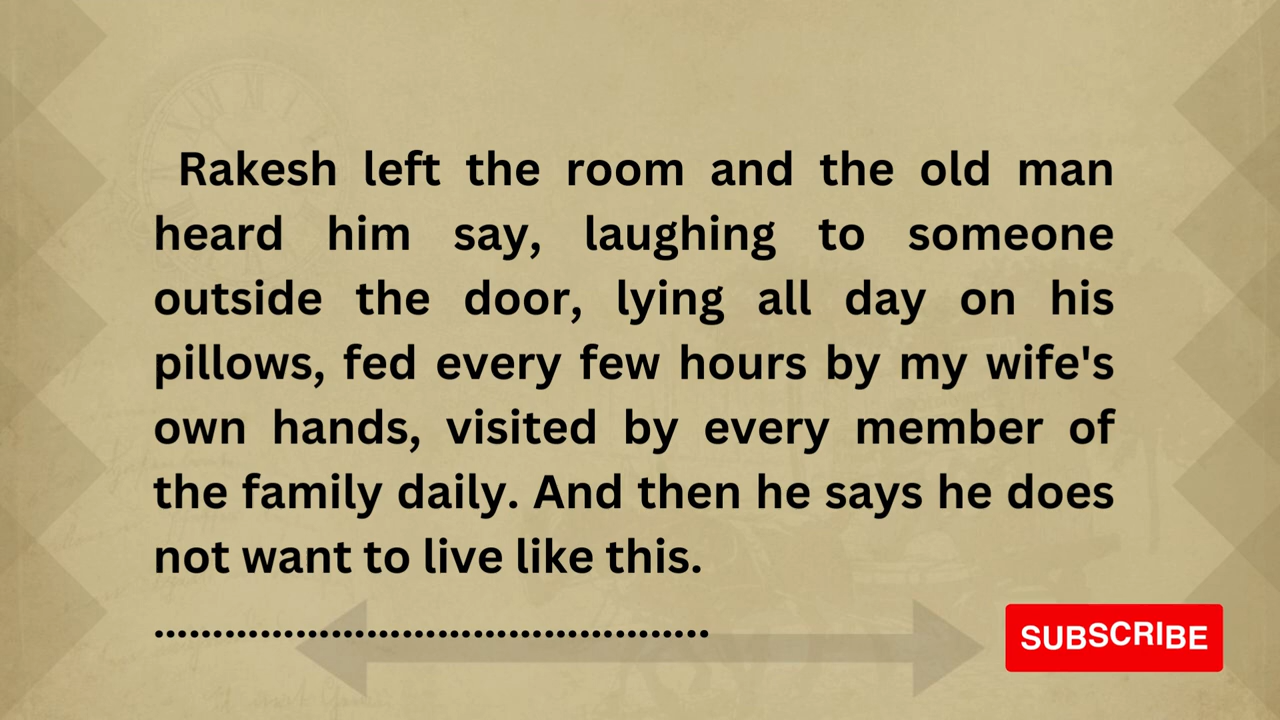 Rakesh left the room and the old man
heard him say, laughing to someone
outside the door, lying all day on his
pillows, fed every few hours by my wife's
own hands, visited by every member of
the family daily. And then he says he does
not want to live like this.
................................................
SUBSCRIBE